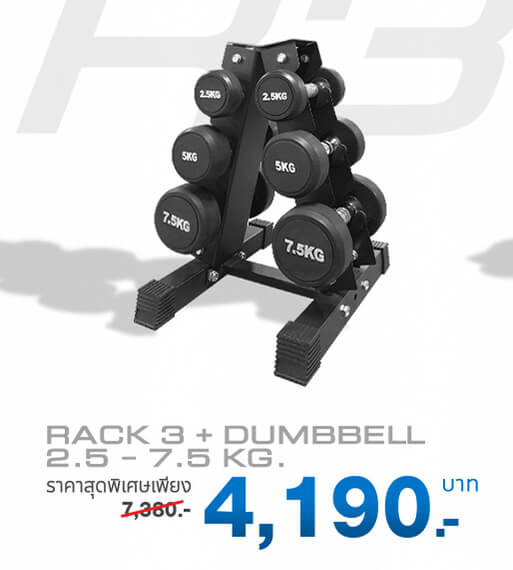 R3
2.5KG
2.5KG
5KG
5KG
7.5KG
7.5KG
RACK 3 + DUMBBELL
2.5 - 7.5 KG.
ราคาสุดพิเศษเพียง
7,380.-
4,190.- บาท